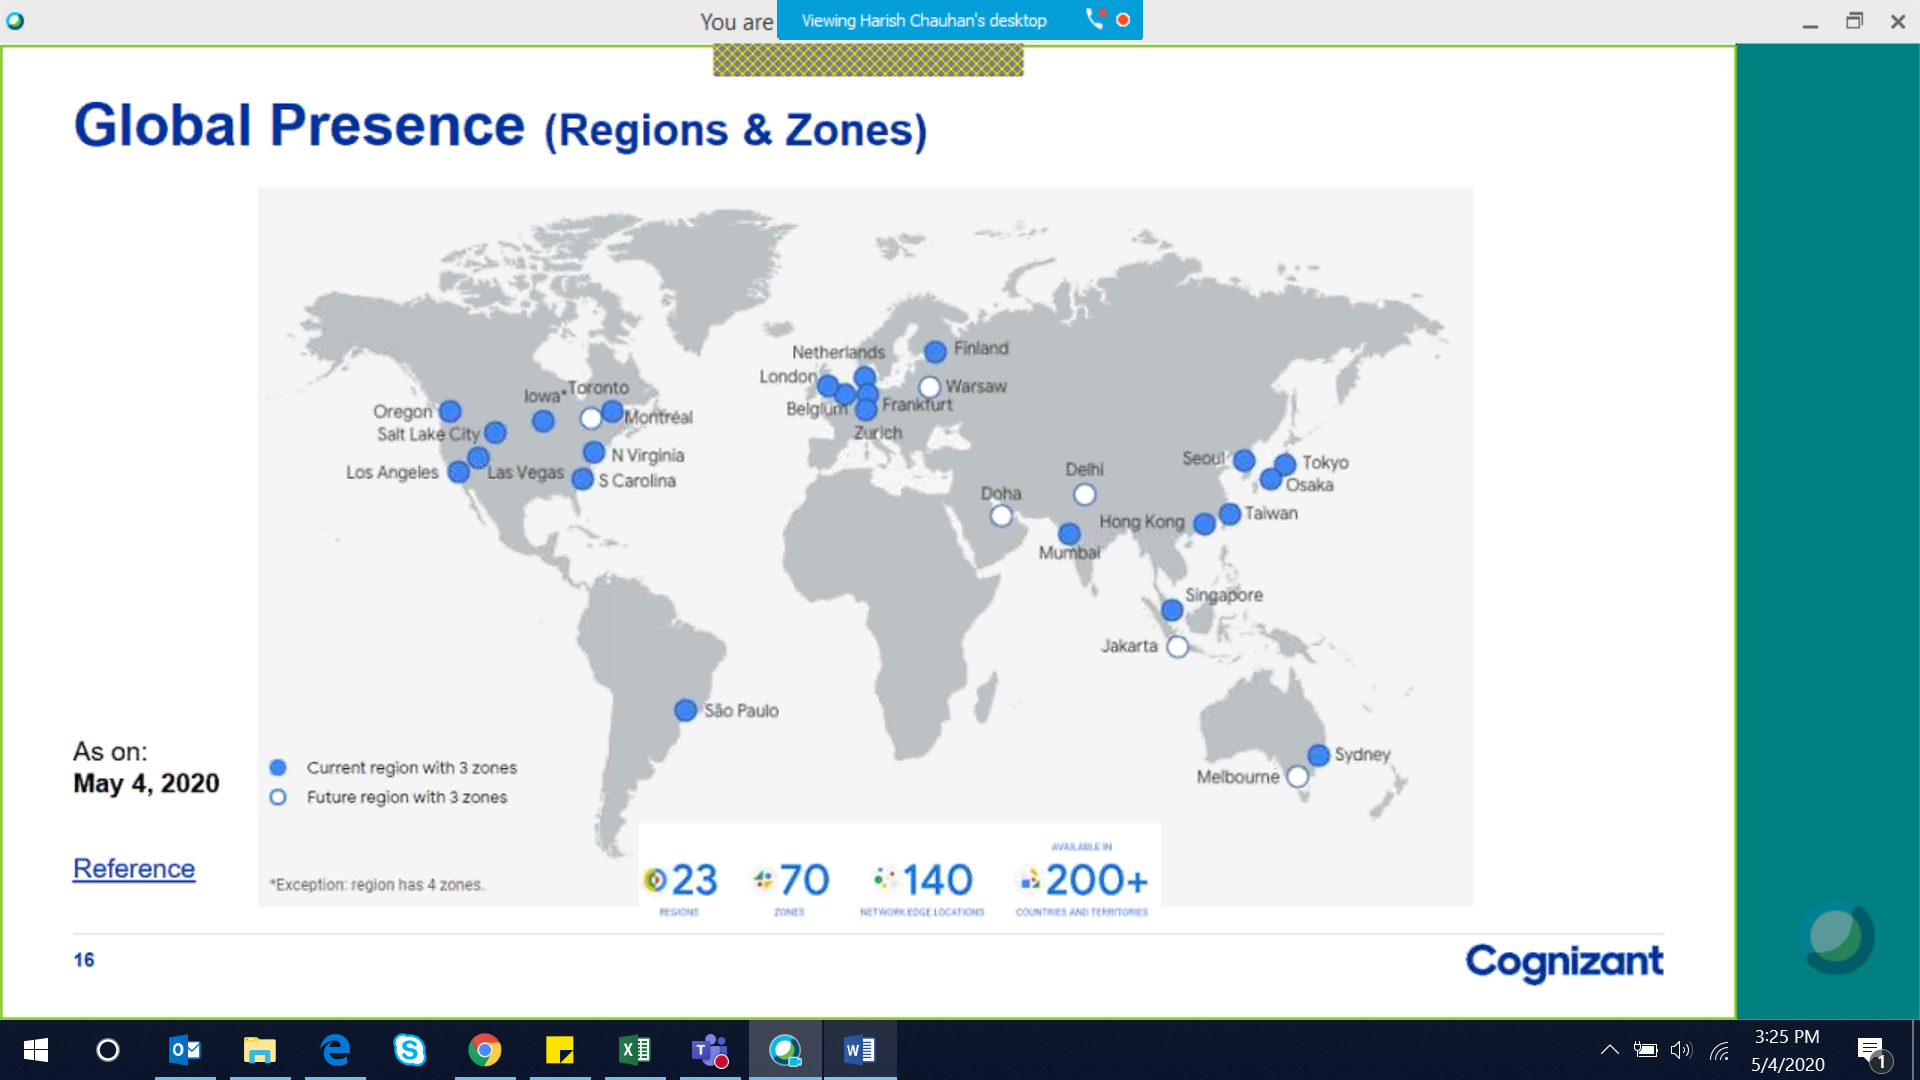 You are
Viewing Harish Chauhan's desktop
Global Presence (Regions & Zones)
Netherlands
Finland
London
Warsaw
Belgium
Frankfurt
Zurich
Iowa*
Toronto
Oregon
Montréal
Salt Lake City
N Virginia
Los Angeles
Las Vegas
S Carolina
Seoul
Tokyo
Osaka
Delhi
Doha
Hong Kong
Taiwan
Mumbai
Singapore
Jakarta
São Paulo
Sydney
Melbourne
As on:
May 4, 2020
Current region with 3 zones
Future region with 3 zones
Reference
*Exception: region has 4 zones.
AVAILABLE IN
23
70
140
200+
REGIONS
ZONES
NETWORK EDGE LOCATIONS
COUNTRIES AND TERRITORIES
16
Cognizant
3:25 PM
5/4/2020
1